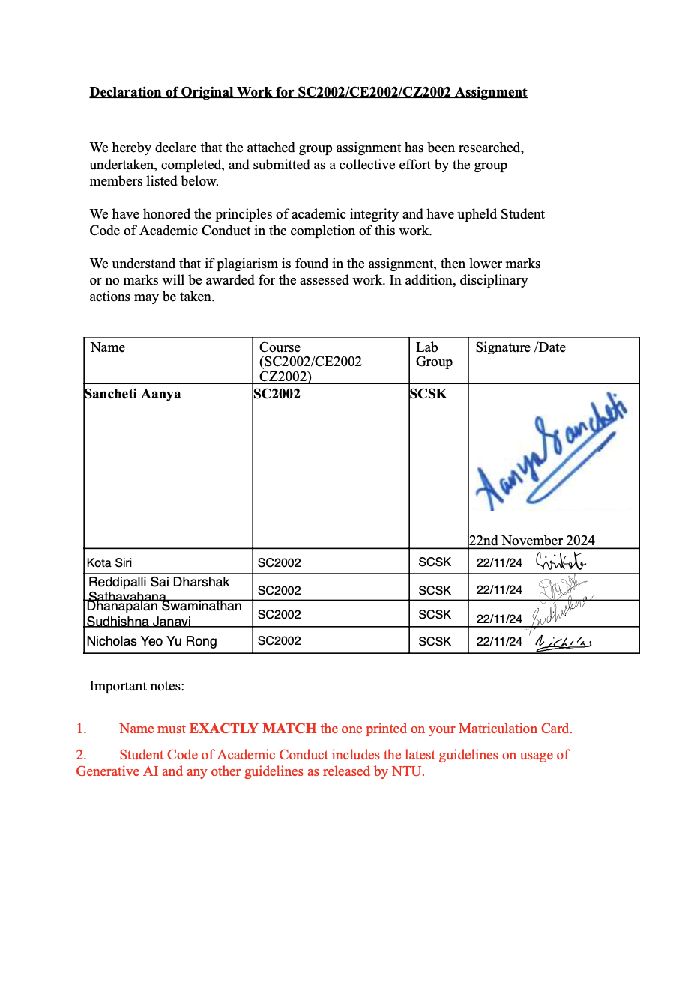 Declaration of Original Work for SC2002/CE2002/CZ2002 Assignment
We hereby declare that the attached group assignment has been researched,
undertaken, completed, and submitted as a collective effort by the group
members listed below.
We have honored the principles of academic integrity and have upheld Student
Code of Academic Conduct in the completion of this work.
We understand that if plagiarism is found in the assignment, then lower marks
or no marks will be awarded for the assessed work. In addition, disciplinary
actions may be taken.
Name Course (SC2002/CE2002 CZ2002) Lab Group Signature /Date
Sancheti Aanya SC2002 SCSK Aanya Sancheti
22nd November 2024
Kota Siri SC2002 SCSK 22/11/24 Sirikota
Reddipalli Sai Dharshak
Sathavahana SC2002 SCSK 22/11/24
Dhanapalan Swaminathan
Sudhishna Janavi SC2002 SCSK 22/11/24 Sudhishna
Nicholas Yeo Yu Rong SC2002 SCSK 22/11/24 Nicholas
Important notes:
1. Name must EXACTLY MATCH the one printed on your Matriculation Card.
2. Student Code of Academic Conduct includes the latest guidelines on usage of
Generative AI and any other guidelines as released by NTU.